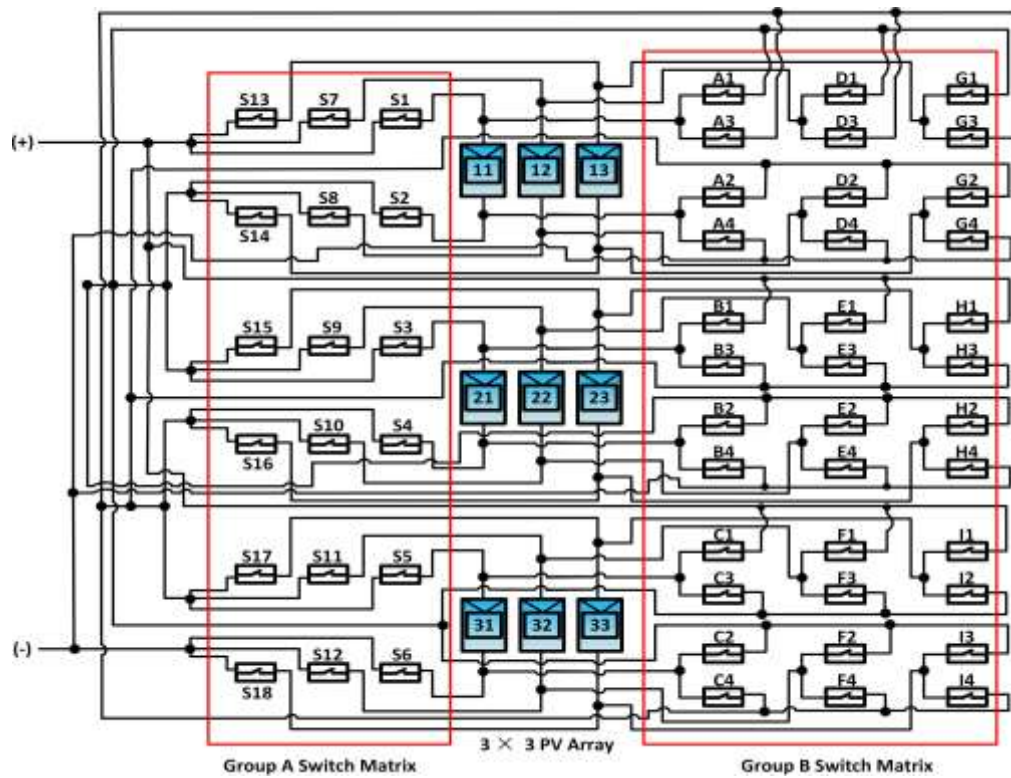 A1 D1 G1
S13 S7 S1
A3 D3 G3
(+)
11 12 13
A2 D2 G2
S8 S2
S14
A4 D4 G4
S15 S9 S3
B1 E1 H1
B3 E3 H3
21 22 23
B2 E2 H2
S10 S4
S16
B4 E4 H4
S17 S11 S5
C1 F1 I1
C3 F3 I2
31 32 33
C2 F2 I3
(-)
S12 S6
S18
C4 F4 I4
3 × 3 PV Array
Group A Switch Matrix Group B Switch Matrix